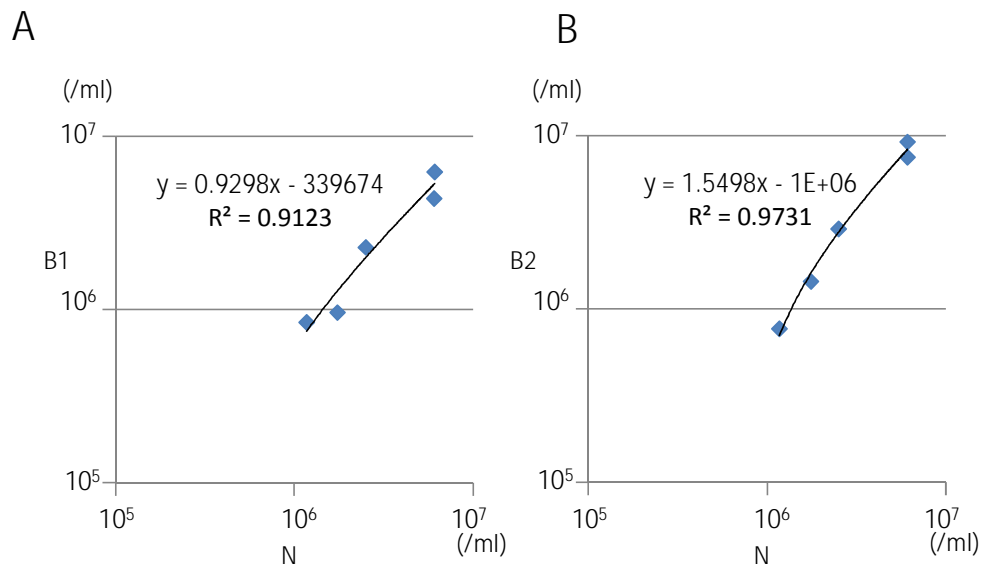 A
(/ml)
10⁷
y = 0.9298x - 339674
R² = 0.9123
B1
10⁶
10⁵
10⁵ 10⁶ 10⁷
(/ml)
N
B
(/ml)
10⁷
y = 1.5498x - 1E+06
R² = 0.9731
B2
10⁶
10⁵
10⁵ 10⁶ 10⁷
(/ml)
N